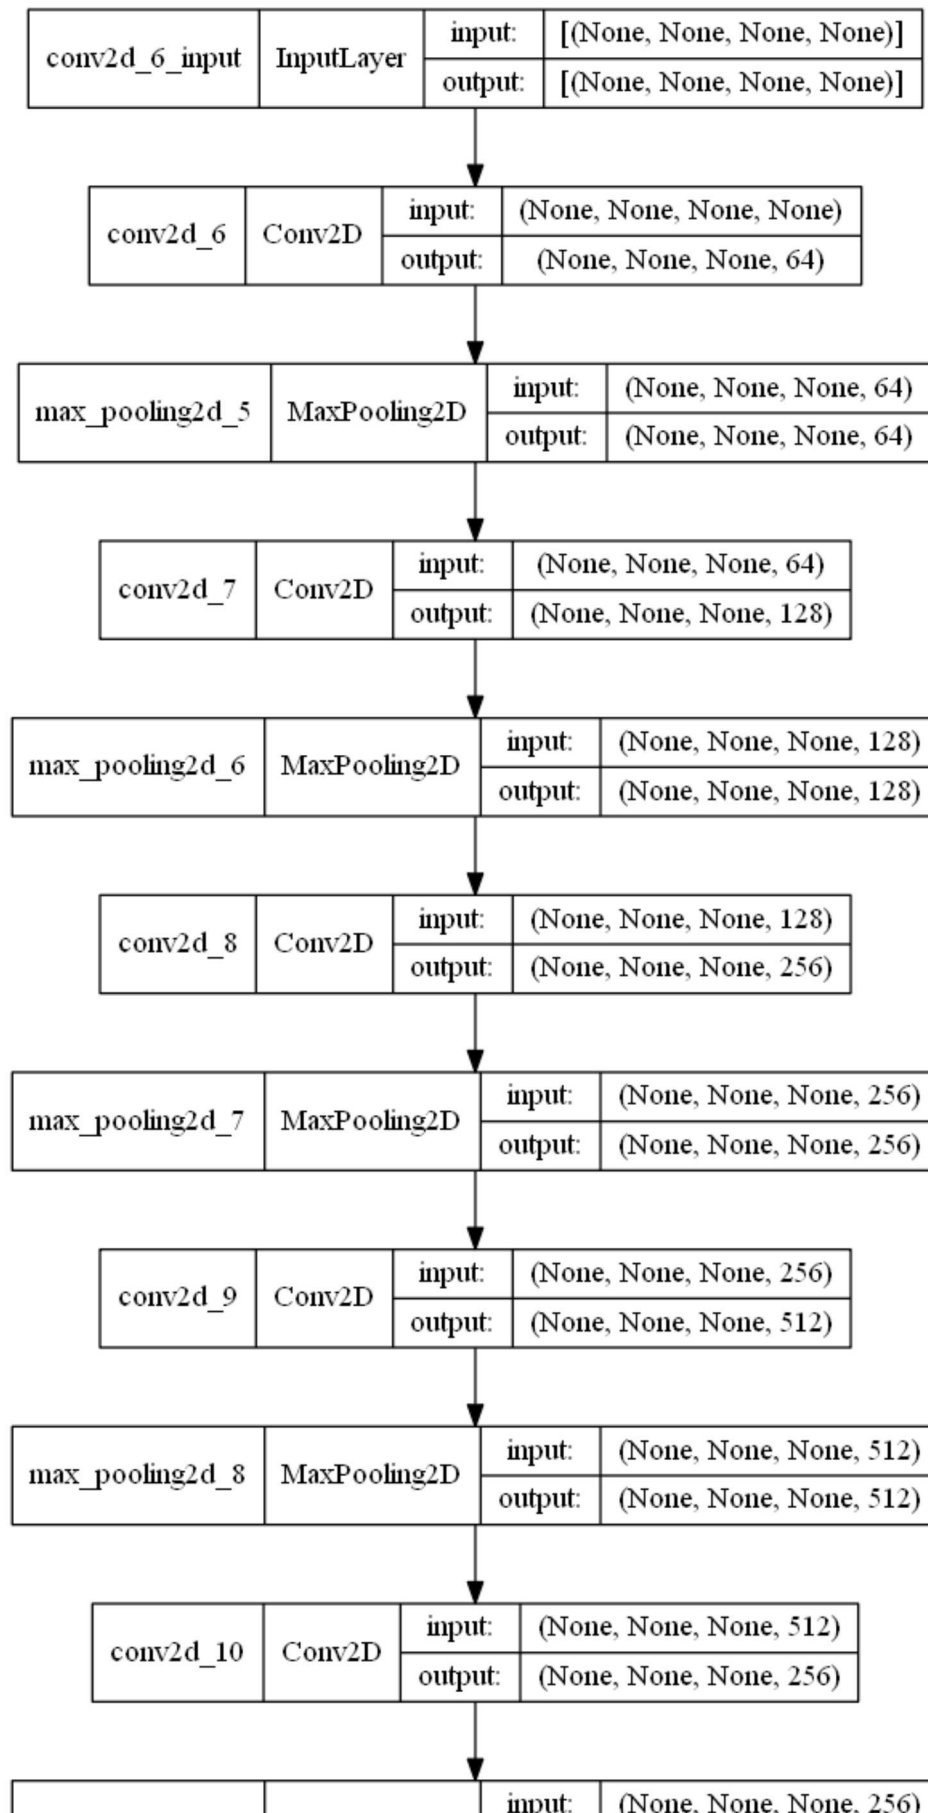 conv2d_6_input InputLayer input: [(None, None, None, None)]
output: [(None, None, None, None)]
conv2d_6 Conv2D input: (None, None, None, None)
output: (None, None, None, 64)
max_pooling2d_5 MaxPooling2D input: (None, None, None, 64)
output: (None, None, None, 64)
conv2d_7 Conv2D input: (None, None, None, 64)
output: (None, None, None, 128)
max_pooling2d_6 MaxPooling2D input: (None, None, None, 128)
output: (None, None, None, 128)
conv2d_8 Conv2D input: (None, None, None, 128)
output: (None, None, None, 256)
max_pooling2d_7 MaxPooling2D input: (None, None, None, 256)
output: (None, None, None, 256)
conv2d_9 Conv2D input: (None, None, None, 256)
output: (None, None, None, 512)
max_pooling2d_8 MaxPooling2D input: (None, None, None, 512)
output: (None, None, None, 512)
conv2d_10 Conv2D input: (None, None, None, 512)
output: (None, None, None, 256)
input: (None, None, None, 256)